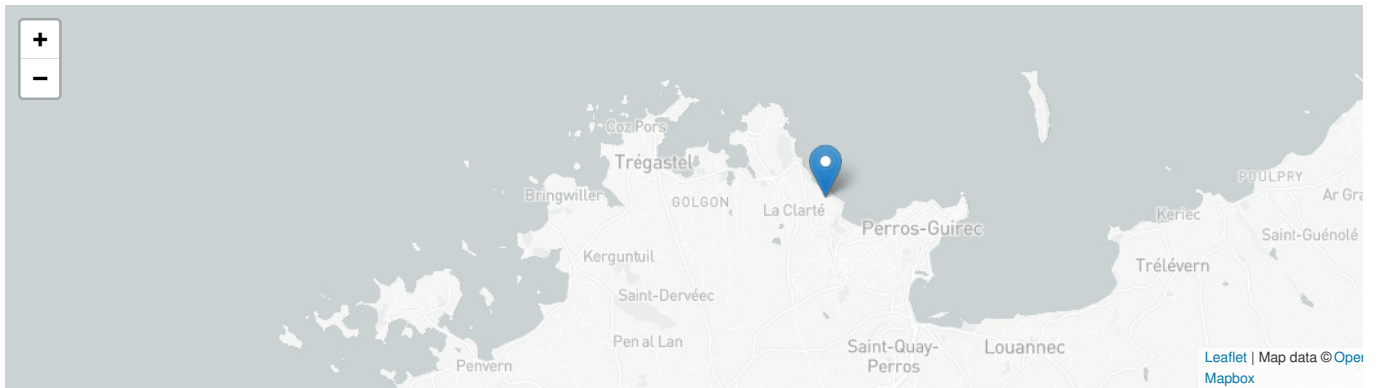 +
−
Coz Pors
Trégastel
Bringwiller
GOLGON
La Clarté
Perros-Guirec
POULPRY
Ar Gra
Keriec
Saint-Guénolé
Kerguntuil
Trélévern
Saint-Dervéec
Pen al Lan
Saint-Quay-
Perros
Louannec
Penvern
Leaflet | Map data © Open
Mapbox